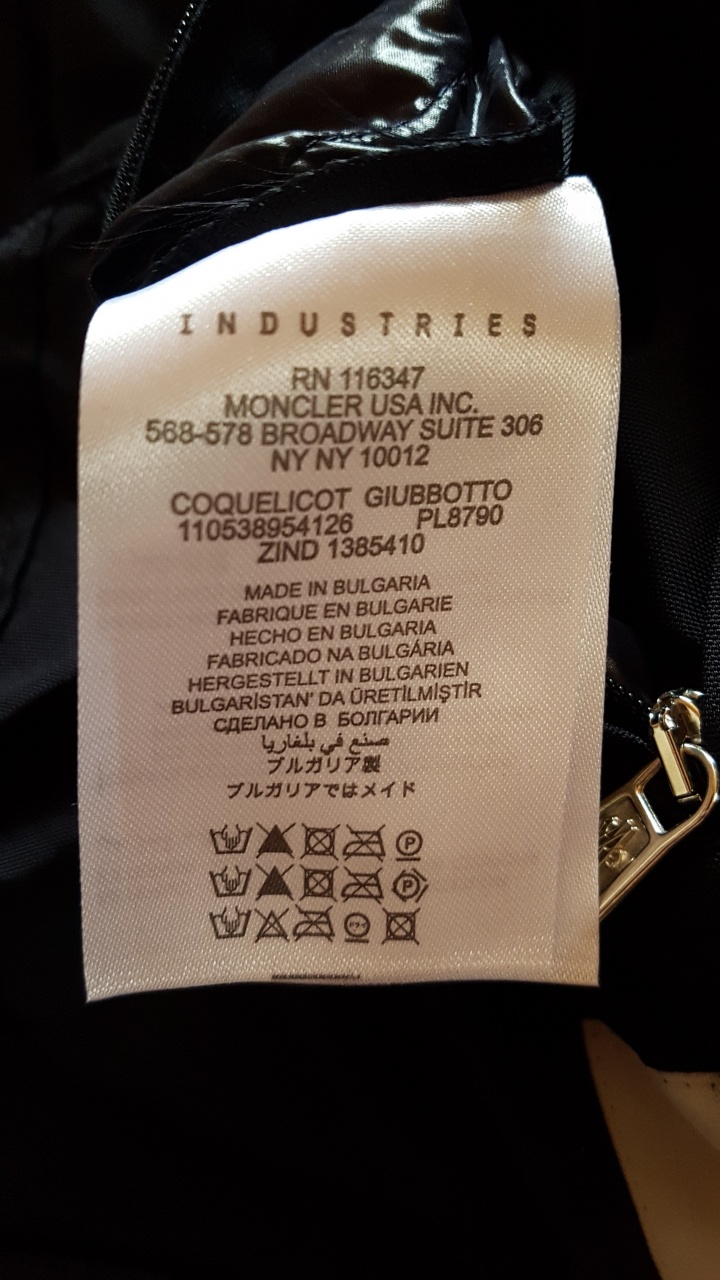 INDUSTRIES
RN 116347
MONCLER USA INC.
568-578 BROADWAY SUITE 306
NY NY 10012
COQUELICOT GIUBBOTTO
110538954126 PL8790
ZIND 1385410
MADE IN BULGARIA
FABRIQUE EN BULGARIE
HECHO EN BULGARIA
FABRICADO NA BULGÁRIA
HERGESTELLT IN BULGARIEN
BULGARİSTAN' DA ÜRETİLMİŞTİR
СДЕЛАНО В БОЛГАРИИ
صنع في بلغاريا
ブルガリア製
ブルガリアではメイド
P
P